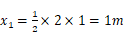 x₁ = ½ × 2 × 1 = 1m